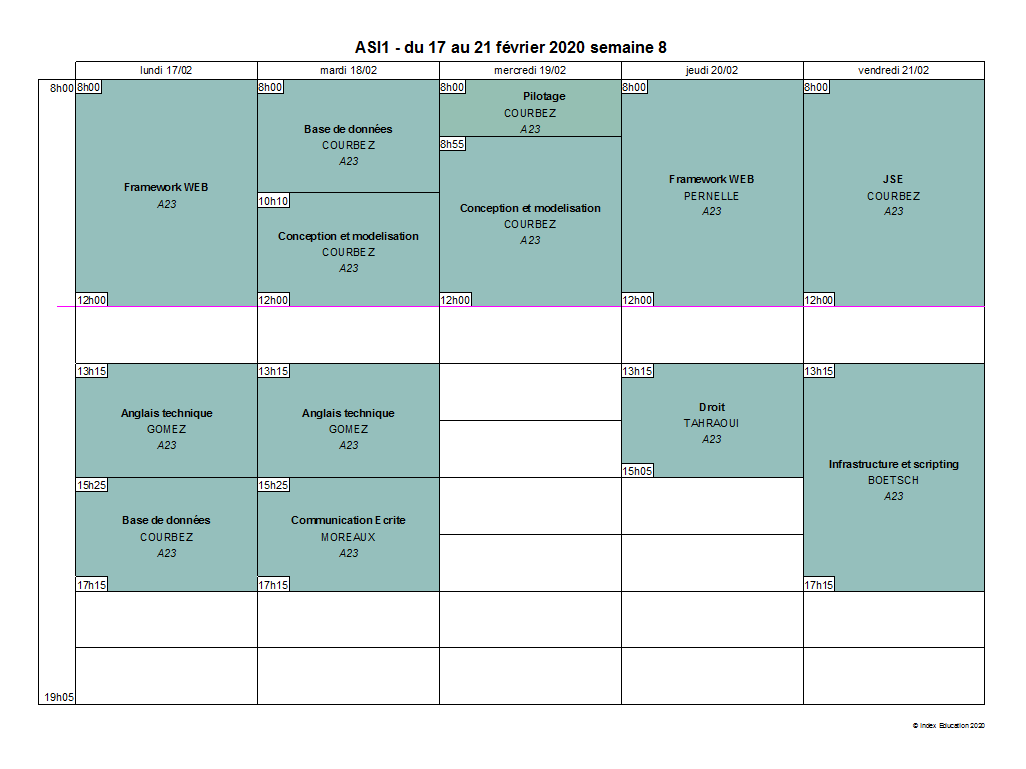 ASI1 - du 17 au 21 février 2020 semaine 8
lundi 17/02
mardi 18/02
mercredi 19/02
jeudi 20/02
vendredi 21/02
8h00
8h00
Framework WEB
A23
12h00
13h15
Anglais technique
GOMEZ
A23
15h25
Base de données
COURBEZ
A23
17h15
8h00
Base de données
COURBEZ
A23
10h10
Conception et modelisation
COURBEZ
A23
12h00
13h15
Anglais technique
GOMEZ
A23
15h25
Communication Ecrite
MOREAUX
A23
17h15
8h00
Pilotage
COURBEZ
A23
8h55
Conception et modelisation
COURBEZ
A23
12h00
8h00
Framework WEB
PERNELLE
A23
12h00
13h15
Droit
TAHRAOUI
A23
15h05
8h00
JSE
COURBEZ
A23
12h00
13h15
Infrastructure et scripting
BOETSCH
A23
17h15
19h05
© Index Education 2020